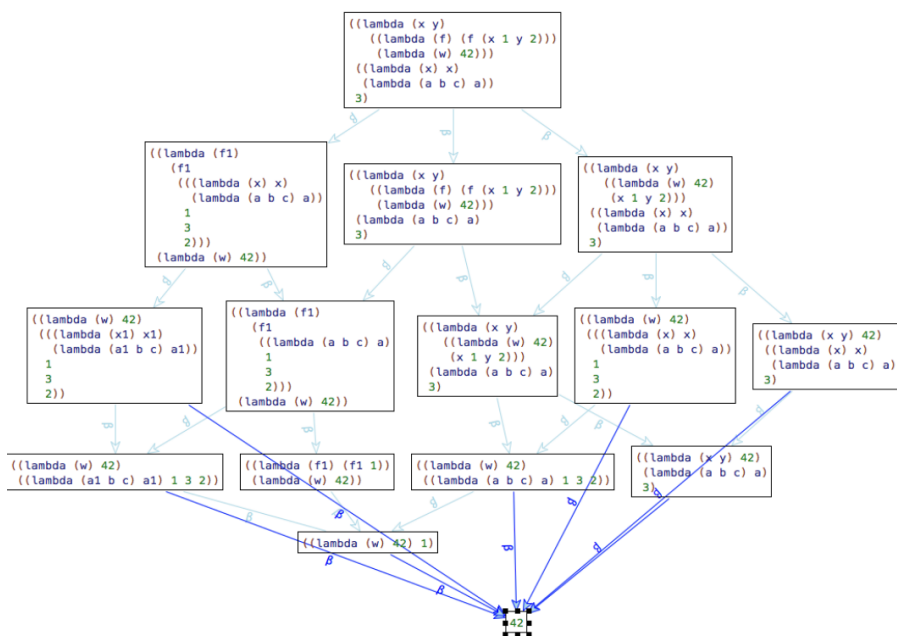 ((lambda (x y)
((lambda (f) (f (x 1 y 2)))
(lambda (w) 42)))
((lambda (x) x)
(lambda (a b c) a))
3)
β
β
β
((lambda (f1)
(f1
(((lambda (x) x)
(lambda (a b c) a))
1
3
2)))
(lambda (w) 42))
((lambda (x y)
((lambda (f) (f (x 1 y 2)))
(lambda (w) 42)))
(lambda (a b c) a)
3)
((lambda (x y)
((lambda (w) 42)
(x 1 y 2)))
((lambda (x) x)
(lambda (a b c) a))
3)
β
β
β
β
β
β
β
((lambda (w) 42)
(((lambda (x1) x1)
(lambda (a1 b c) a1))
1
3
2))
((lambda (f1)
(f1
((lambda (a b c) a)
1
3
2)))
(lambda (w) 42))
((lambda (x y)
((lambda (w) 42)
(x 1 y 2)))
(lambda (a b c) a)
3)
((lambda (w) 42)
(((lambda (x) x)
(lambda (a b c) a))
1
3
2))
((lambda (x y) 42)
((lambda (x) x)
(lambda (a b c) a))
3)
β
β
β
β
β
β
β
((lambda (w) 42)
((lambda (a1 b c) a1) 1 3 2))
((lambda (f1) (f1 1))
(lambda (w) 42))
((lambda (w) 42)
((lambda (a b c) a) 1 3 2))
((lambda (x y) 42)
(lambda (a b c) a)
3)
β
β
β
β
β
β
((lambda (w) 42) 1)
β
β
β
β
β
42